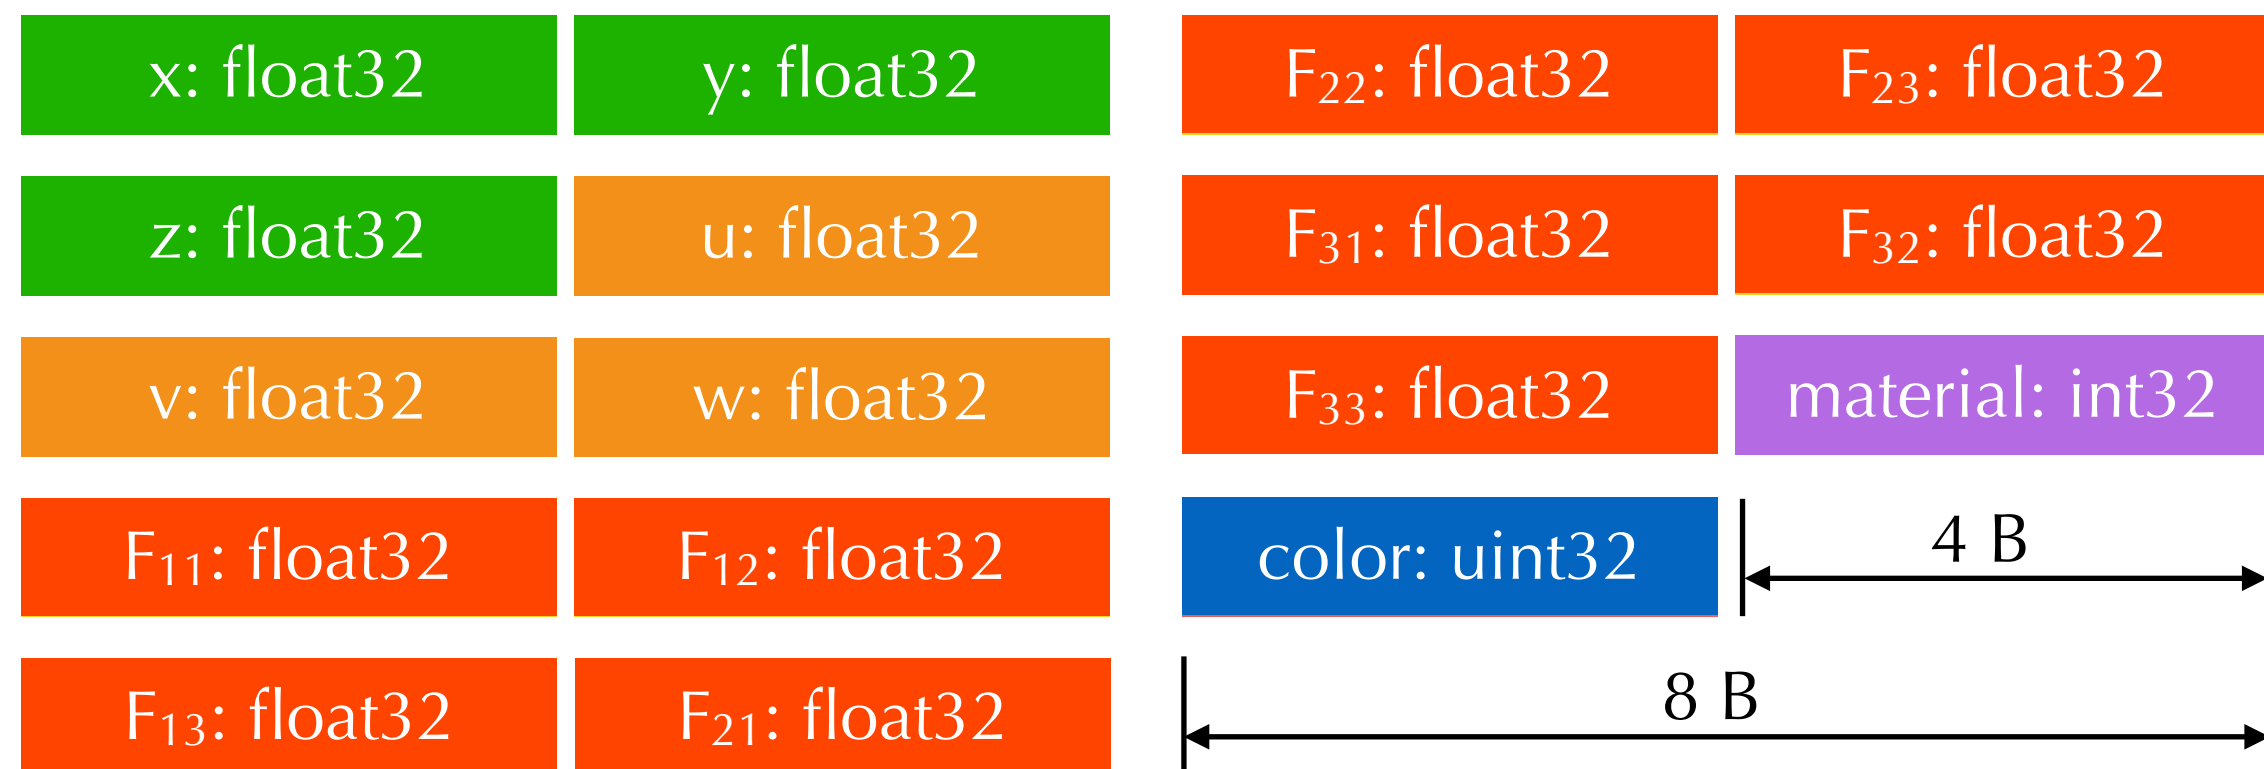 x: float32 y: float32
z: float32 u: float32
v: float32 w: float32
F₁₁: float32 F₁₂: float32
F₁₃: float32 F₂₁: float32
F₂₂: float32 F₂₃: float32
F₃₁: float32 F₃₂: float32
F₃₃: float32 material: int32
color: uint32 4 B
8 B